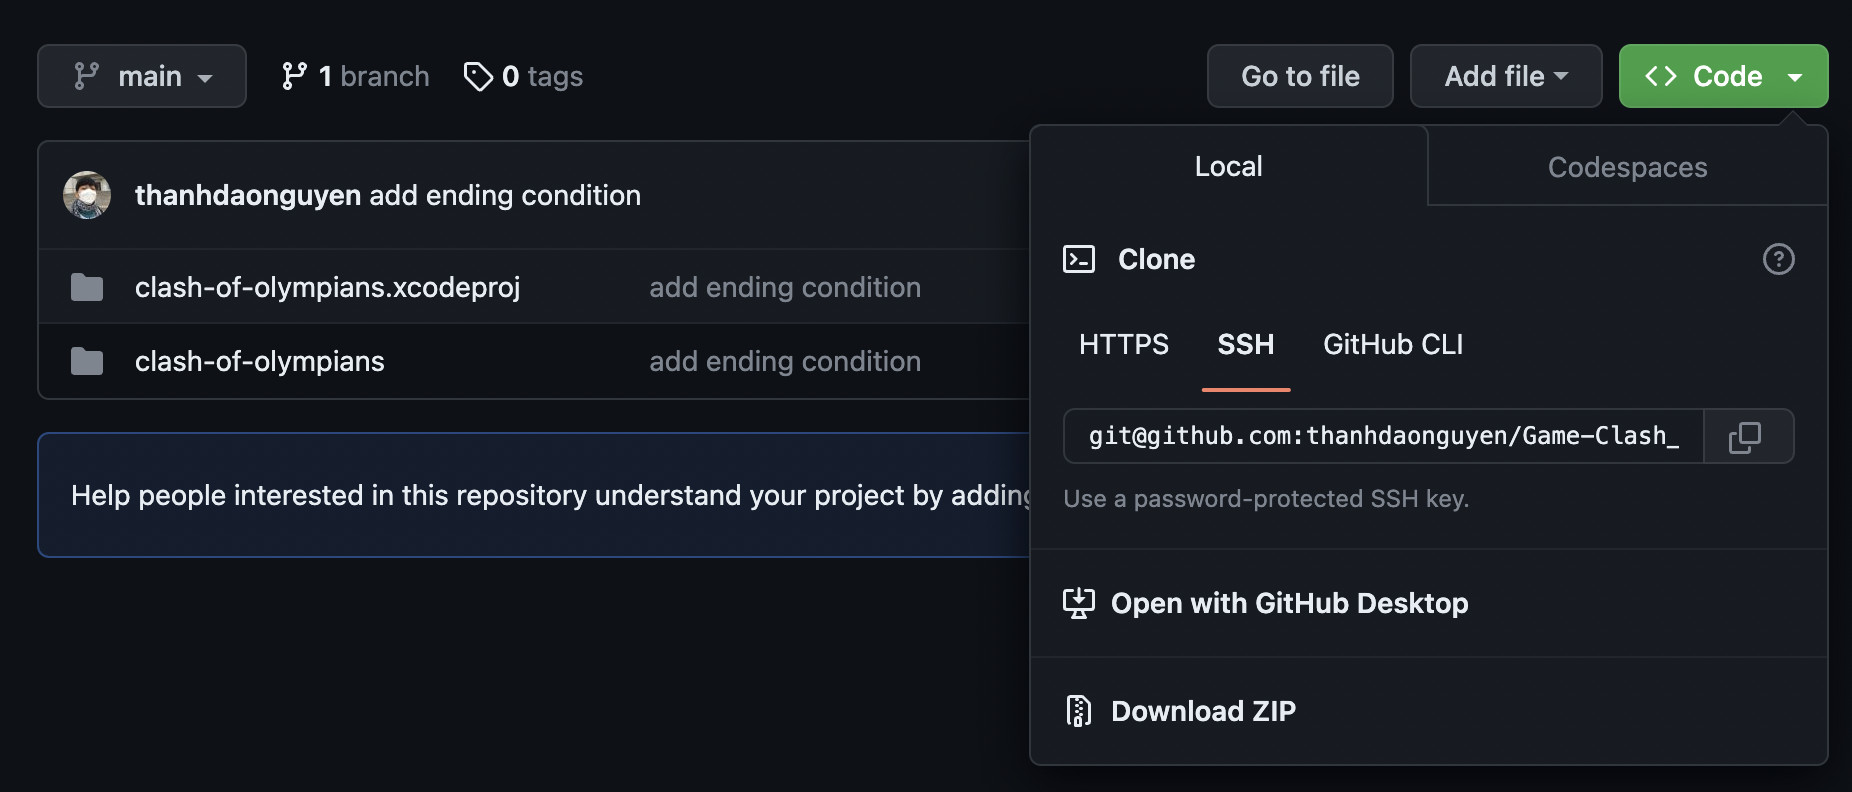 main
1 branch
0 tags
Go to file
Add file
Code
thanhdaonguyen add ending condition
clash-of-olympians.xcodeproj add ending condition
clash-of-olympians add ending condition
Help people interested in this repository understand your project by adding
Local
Codespaces
Clone
HTTPS SSH GitHub CLI
git@github.com:thanhdaonguyen/Game-Clash_
Use a password-protected SSH key.
Open with GitHub Desktop
Download ZIP